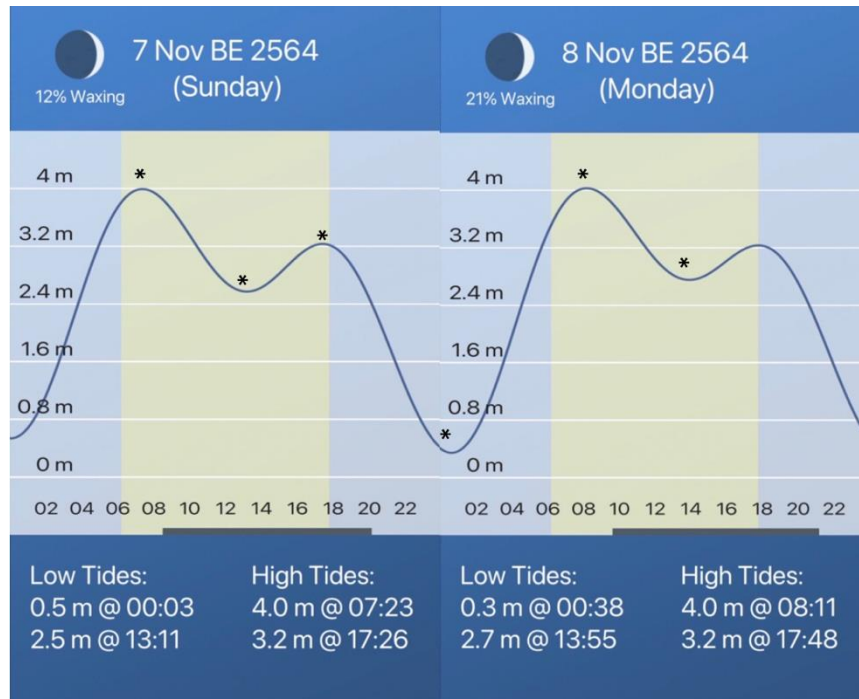 7 Nov BE 2564
(Sunday)
12% Waxing
4 m
3.2 m
2.4 m
1.6 m
0.8 m
0 m
02 04 06 08 10 12 14 16 18 20 22
Low Tides:
0.5 m @ 00:03
2.5 m @ 13:11
High Tides:
4.0 m @ 07:23
3.2 m @ 17:26
8 Nov BE 2564
(Monday)
21% Waxing
4 m
3.2 m
2.4 m
1.6 m
0.8 m
0 m
02 04 06 08 10 12 14 16 18 20 22
Low Tides:
0.3 m @ 00:38
2.7 m @ 13:55
High Tides:
4.0 m @ 08:11
3.2 m @ 17:48